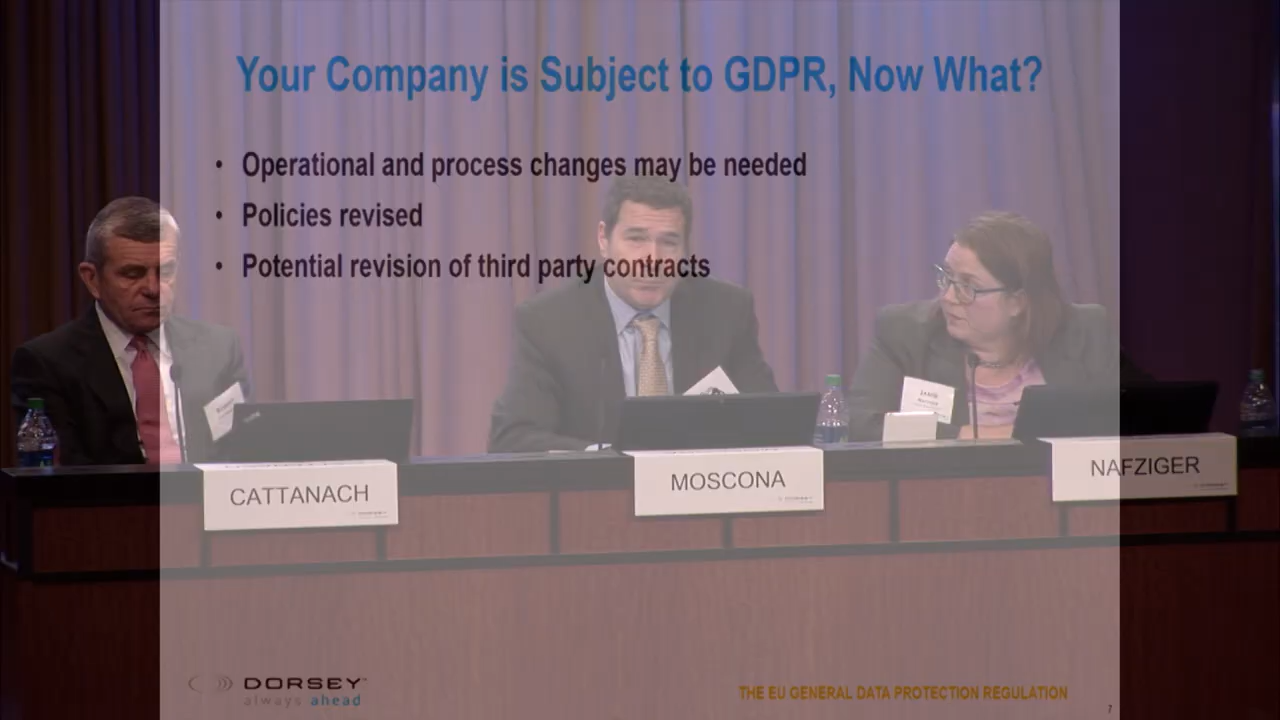 Your Company is Subject to GDPR, Now What?
• Operational and process changes may be needed
• Policies revised
• Potential revision of third party contracts
CATTANACH
MOSCONA
NAFZIGER
DORSEY
always ahead
THE EU GENERAL DATA PROTECTION REGULATION
7